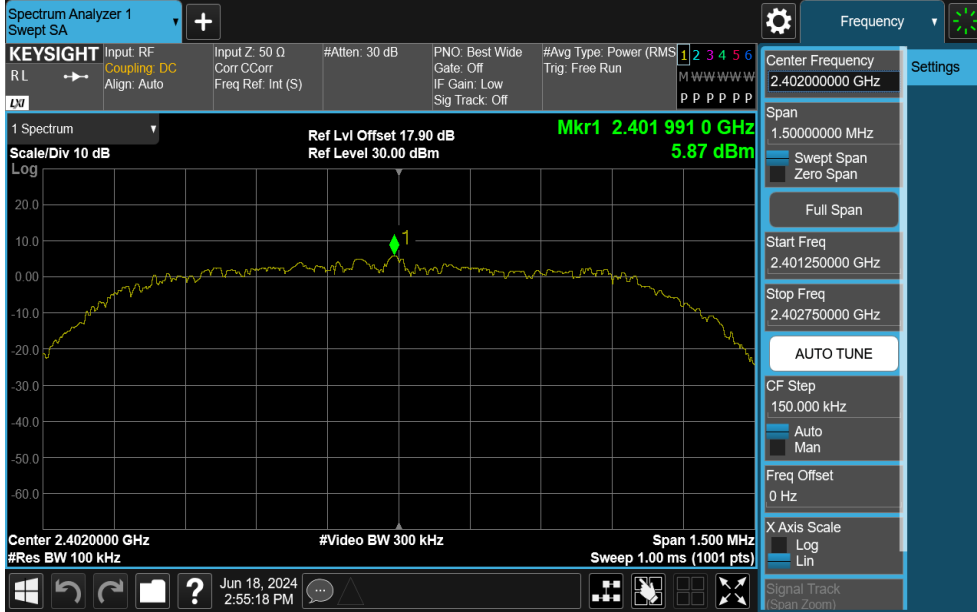 Spectrum Analyzer 1
Swept SA
+
Frequency
KEYSIGHT
R L
LXI
Input: RF
Coupling: DC
Align: Auto
Input Z: 50 Ω
Corr CCorr
Freq Ref: Int (S)
#Atten: 30 dB
PNO: Best Wide
Gate: Off
IF Gain: Low
Sig Track: Off
#Avg Type: Power (RMS
Trig: Free Run
1 2 3 4 5 6
M W W W W W
P P P P P P
Settings
Center Frequency
2.402000000 GHz
Span
1.50000000 MHz
Swept Span
Zero Span
Full Span
Start Freq
2.401250000 GHz
Stop Freq
2.402750000 GHz
AUTO TUNE
CF Step
150.000 kHz
Auto
Man
Freq Offset
0 Hz
X Axis Scale
Log
Lin
Signal Track
(Span Zoom)
1 Spectrum
Scale/Div 10 dB
Log
Ref Lvl Offset 17.90 dB
Ref Level 30.00 dBm
Mkr1 2.401 991 0 GHz
5.87 dBm
20.0
10.0
1
0.00
-10.0
-20.0
-30.0
-40.0
-50.0
-60.0
Center 2.4020000 GHz
#Res BW 100 kHz
#Video BW 300 kHz
Span 1.500 MHz
Sweep 1.00 ms (1001 pts)
?
Jun 18, 2024
2:55:18 PM